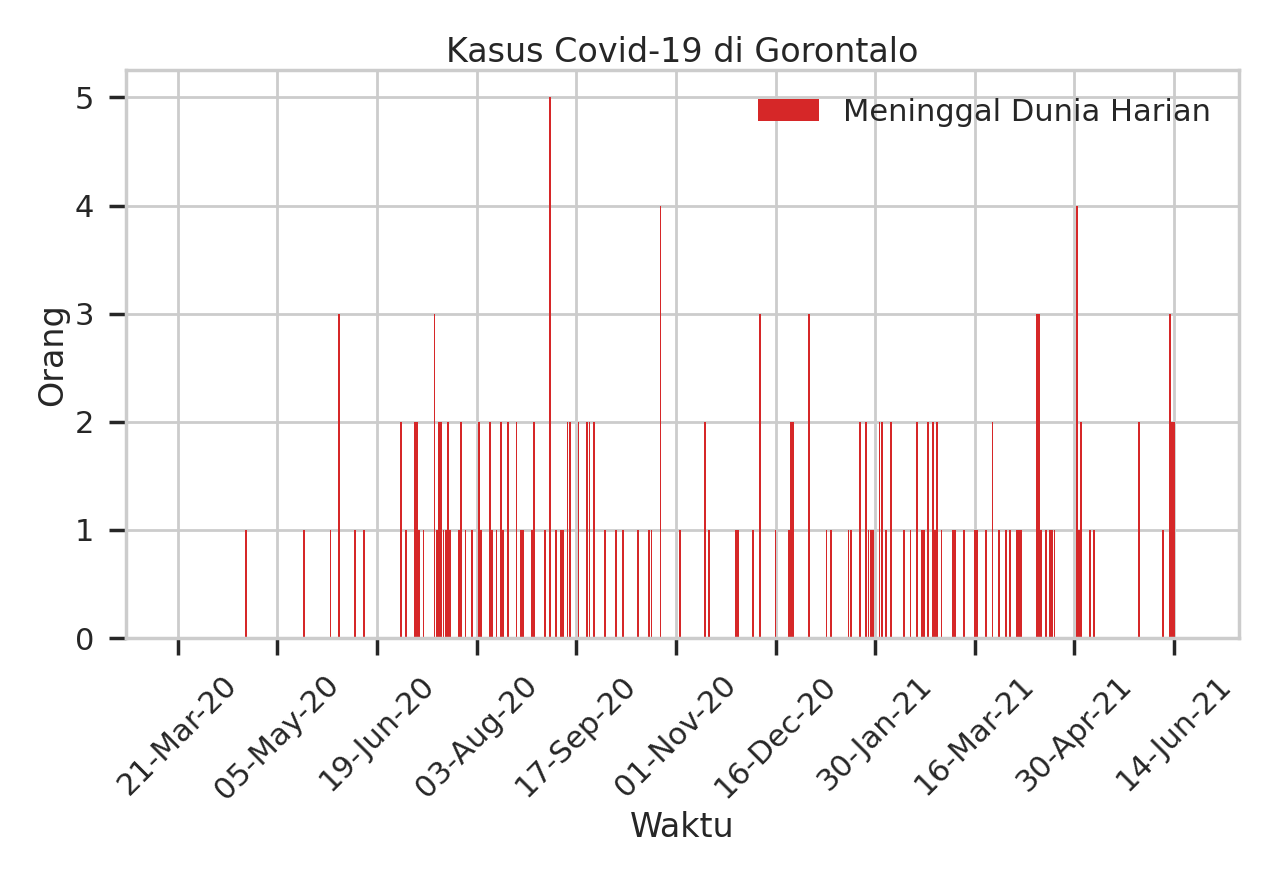 Kasus Covid-19 di Gorontalo
Meninggal Dunia Harian
Orang
5
4
3
2
1
0
21-Mar-20
05-May-20
19-Jun-20
03-Aug-20
17-Sep-20
01-Nov-20
16-Dec-20
30-Jan-21
16-Mar-21
30-Apr-21
14-Jun-21
Waktu